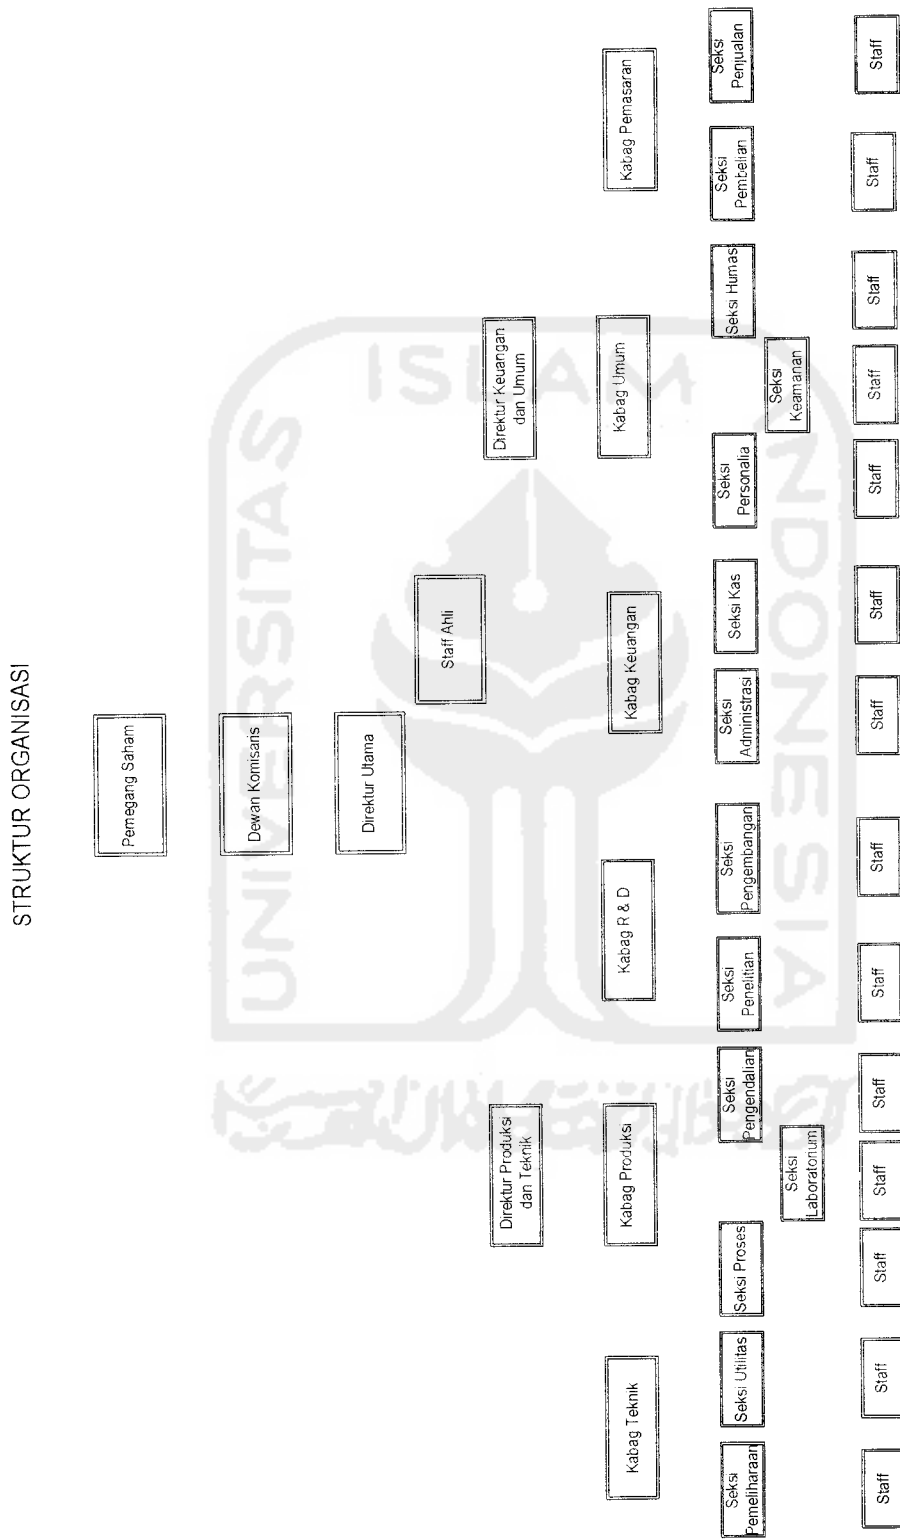 STRUKTUR ORGANISASI
Pemegang Saham
Dewan Komisaris
Direktur Utama
Staff Ahli
Direktur Produksi
dan Teknik
Direktur Keuangan
dan Umum
Kabag Teknik
Kabag Produksi
Kabag R & D
Kabag Keuangan
Kabag Umum
Kabag Pemasaran
Seksi
Pemeliharaan
Seksi Utilitas
Seksi Proses
Seksi
Laboratorium
Seksi
Pengendalian
Seksi
Penelitian
Seksi
Pengembangan
Seksi
Administrasi
Seksi Kas
Seksi
Personalia
Seksi
Keamanan
Seksi Humas
Seksi
Pembelian
Seksi
Penjualan
Staff
Staff
Staff
Staff
Staff
Staff
Staff
Staff
Staff
Staff
Staff
Staff
Staff
Staff
UNIVERSITAS
ISLAM
INDONESIA